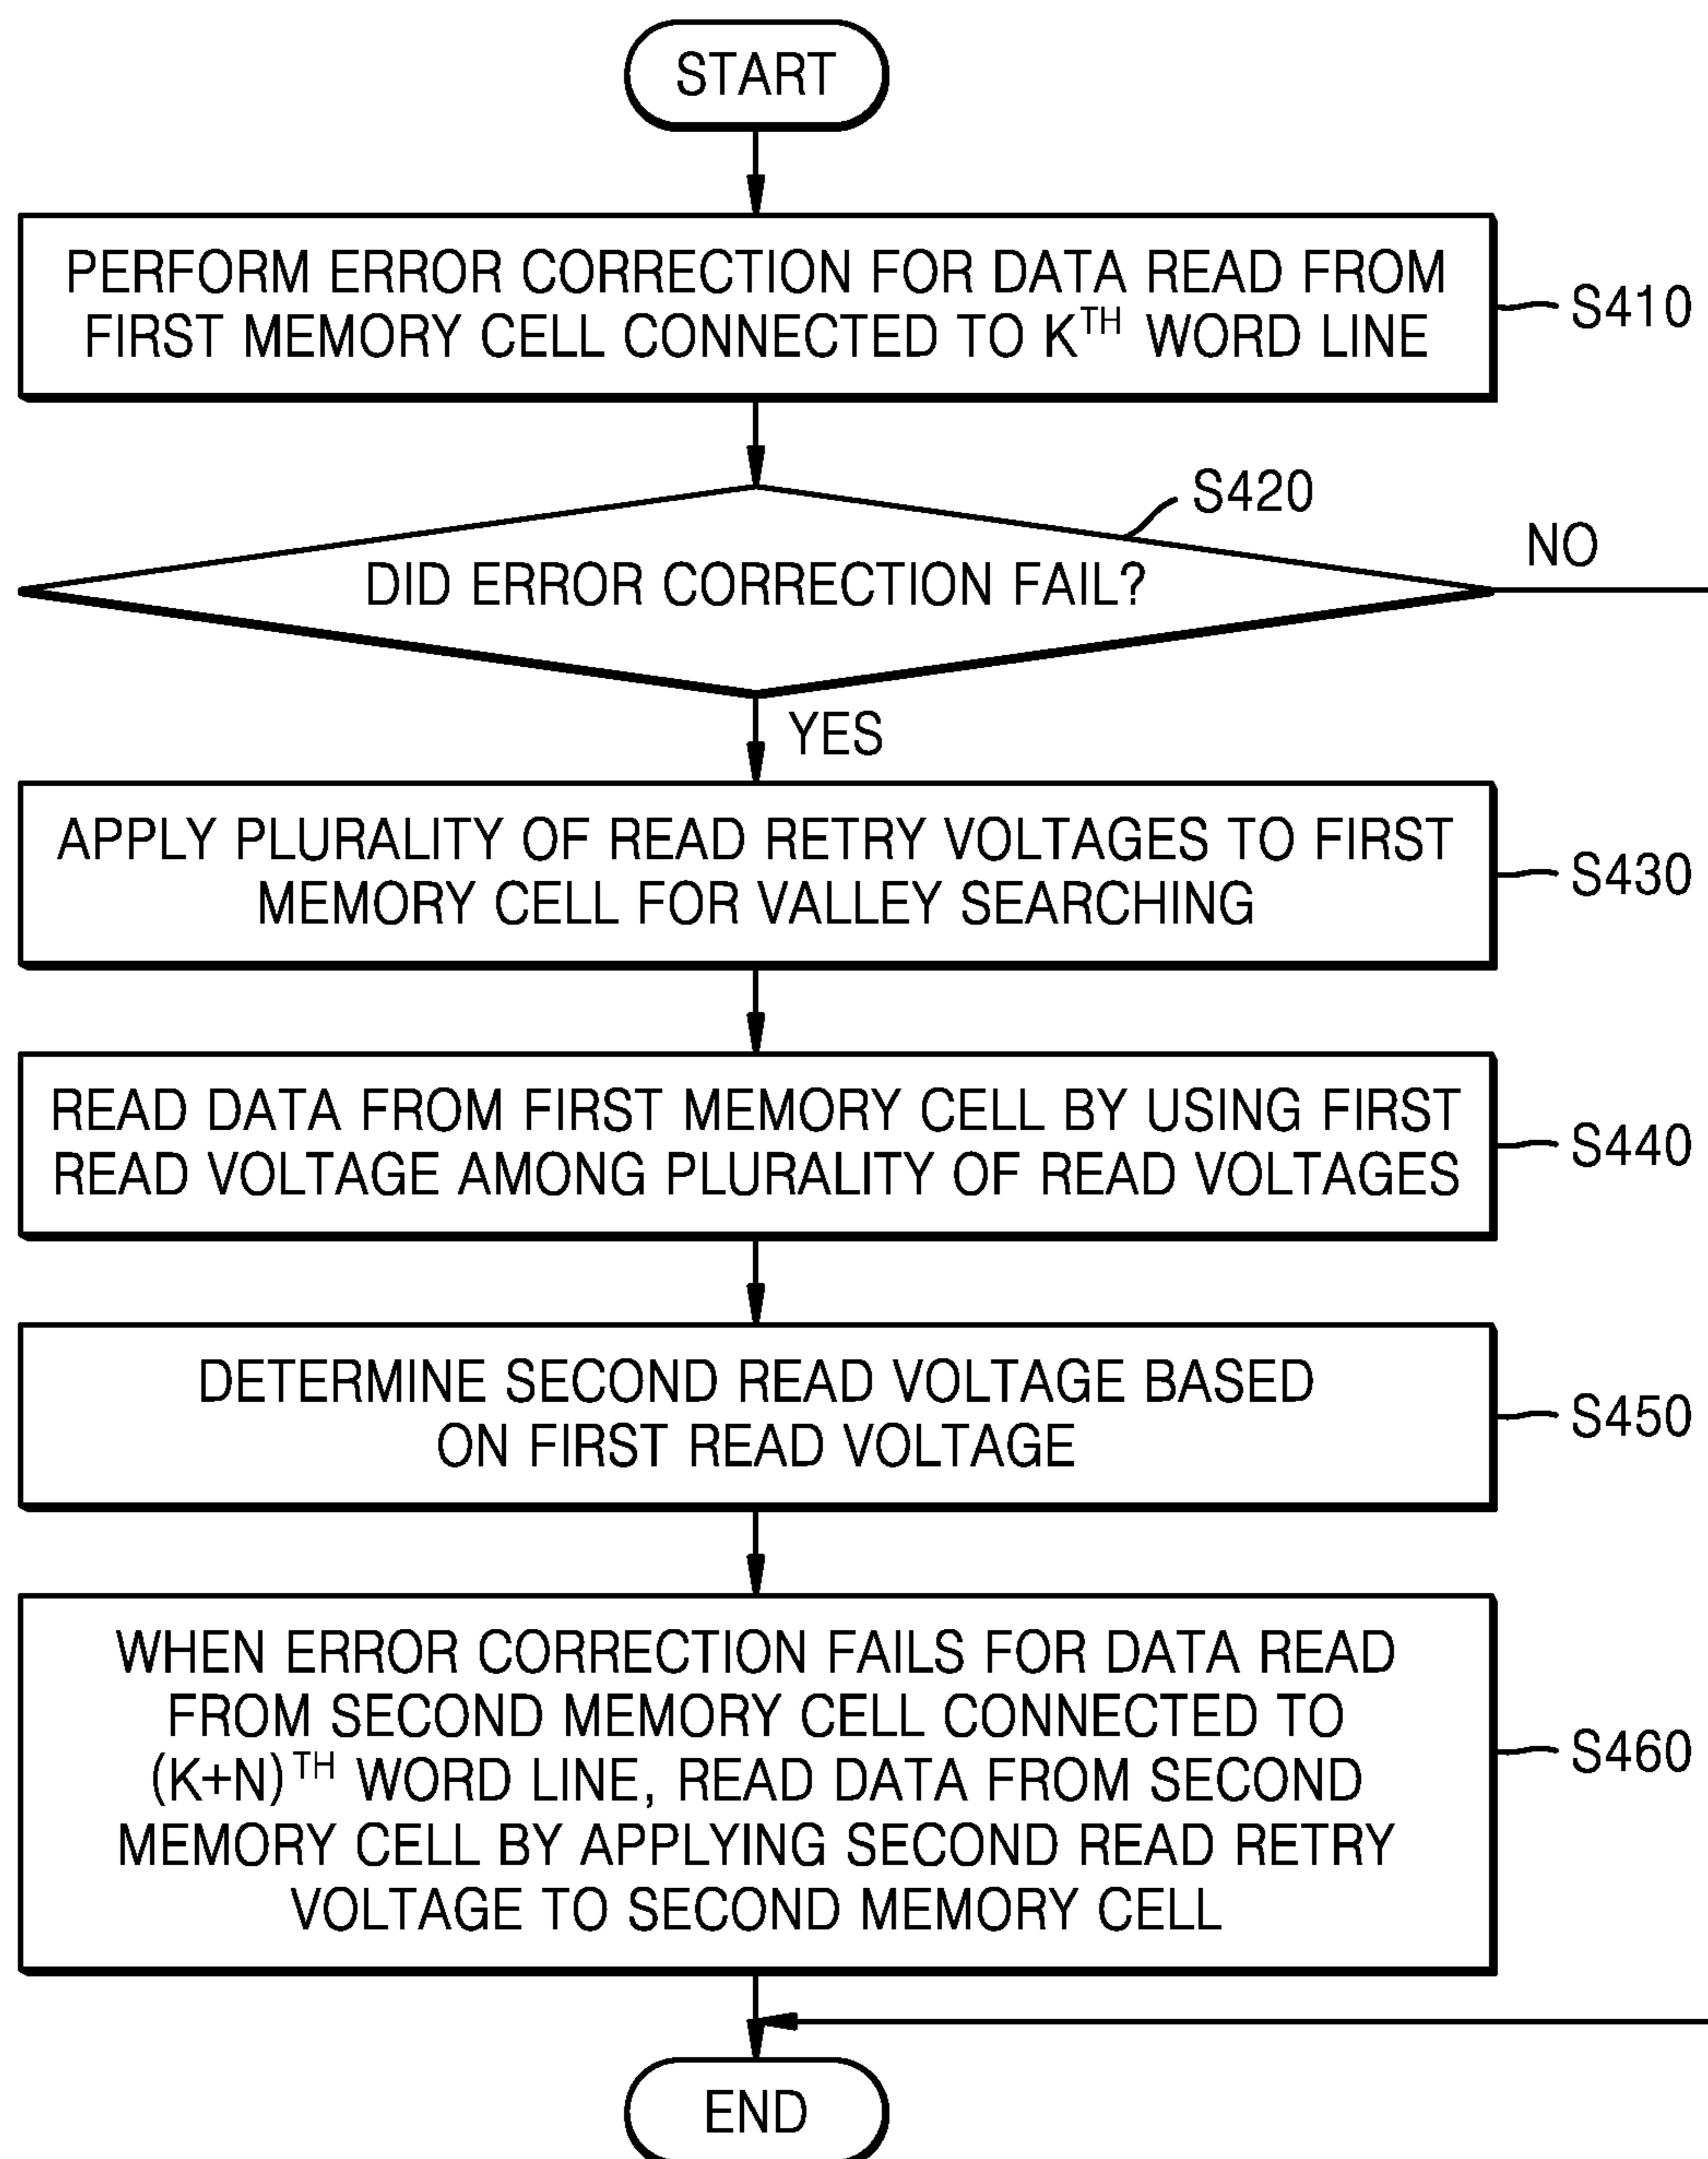 START
PERFORM ERROR CORRECTION FOR DATA READ FROM
FIRST MEMORY CELL CONNECTED TO KTH WORD LINE
S410
S420
DID ERROR CORRECTION FAIL?
NO
YES
APPLY PLURALITY OF READ RETRY VOLTAGES TO FIRST
MEMORY CELL FOR VALLEY SEARCHING
S430
READ DATA FROM FIRST MEMORY CELL BY USING FIRST
READ VOLTAGE AMONG PLURALITY OF READ VOLTAGES
S440
DETERMINE SECOND READ VOLTAGE BASED
ON FIRST READ VOLTAGE
S450
WHEN ERROR CORRECTION FAILS FOR DATA READ
FROM SECOND MEMORY CELL CONNECTED TO
(K+N)TH WORD LINE, READ DATA FROM SECOND
MEMORY CELL BY APPLYING SECOND READ RETRY
VOLTAGE TO SECOND MEMORY CELL
S460
END